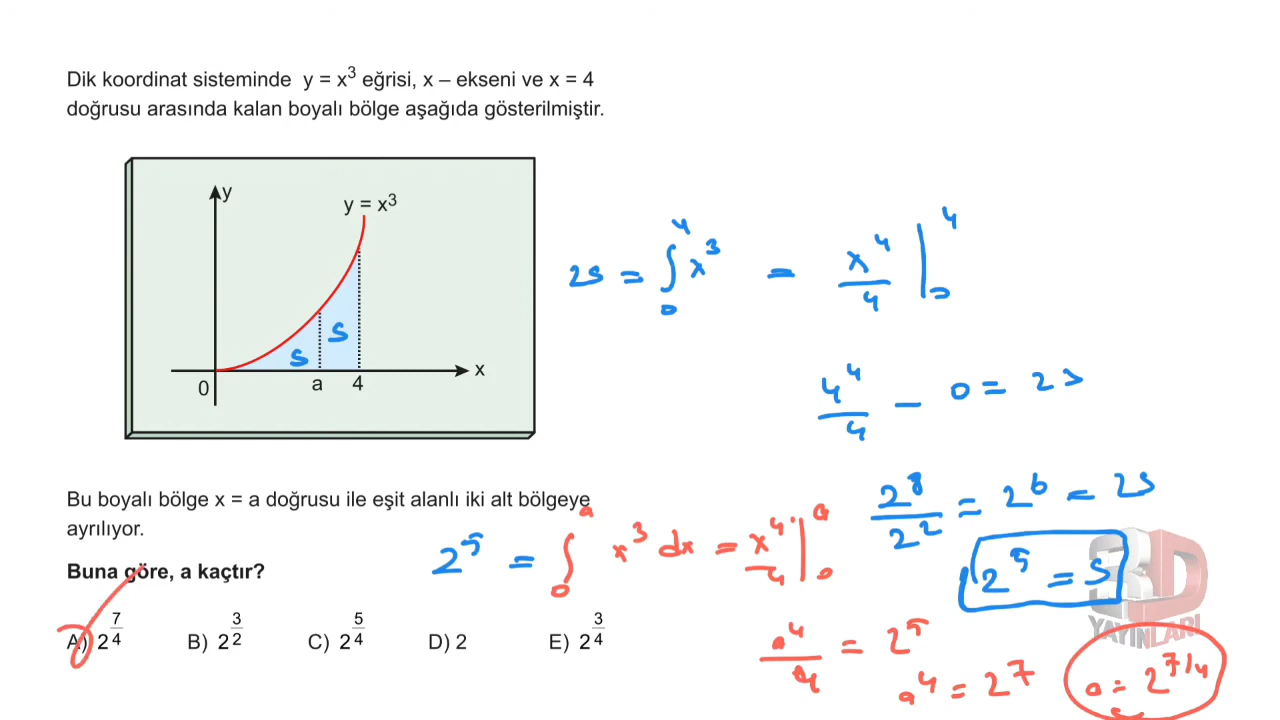 Dik koordinat sisteminde y = x³ eğrisi, x – ekseni ve x = 4
doğrusu arasında kalan boyalı bölge aşağıda gösterilmiştir.
y
y = x³
S
S
0
a
4
x
2S = ∫₀⁴ x³ = x⁴/4 |₀⁴
4⁴/4 – 0 = 2S
2⁸/2² = 2⁶ = 2S
2⁵ = S
Bu boyalı bölge x = a doğrusu ile eşit alanlı iki alt bölgeye
ayrılıyor.
2⁵ = ∫₀ᵃ x³ dx = x⁴/4 |₀ᵃ
Buna göre, a kaçtır?
A) 2^(7/4) B) 2^(3/2) C) 2^(5/4) D) 2 E) 2^(3/4)
a⁴/4 = 2⁵
a⁴ = 2⁷
a = 2^(7/4)
3D
YAYINLARI